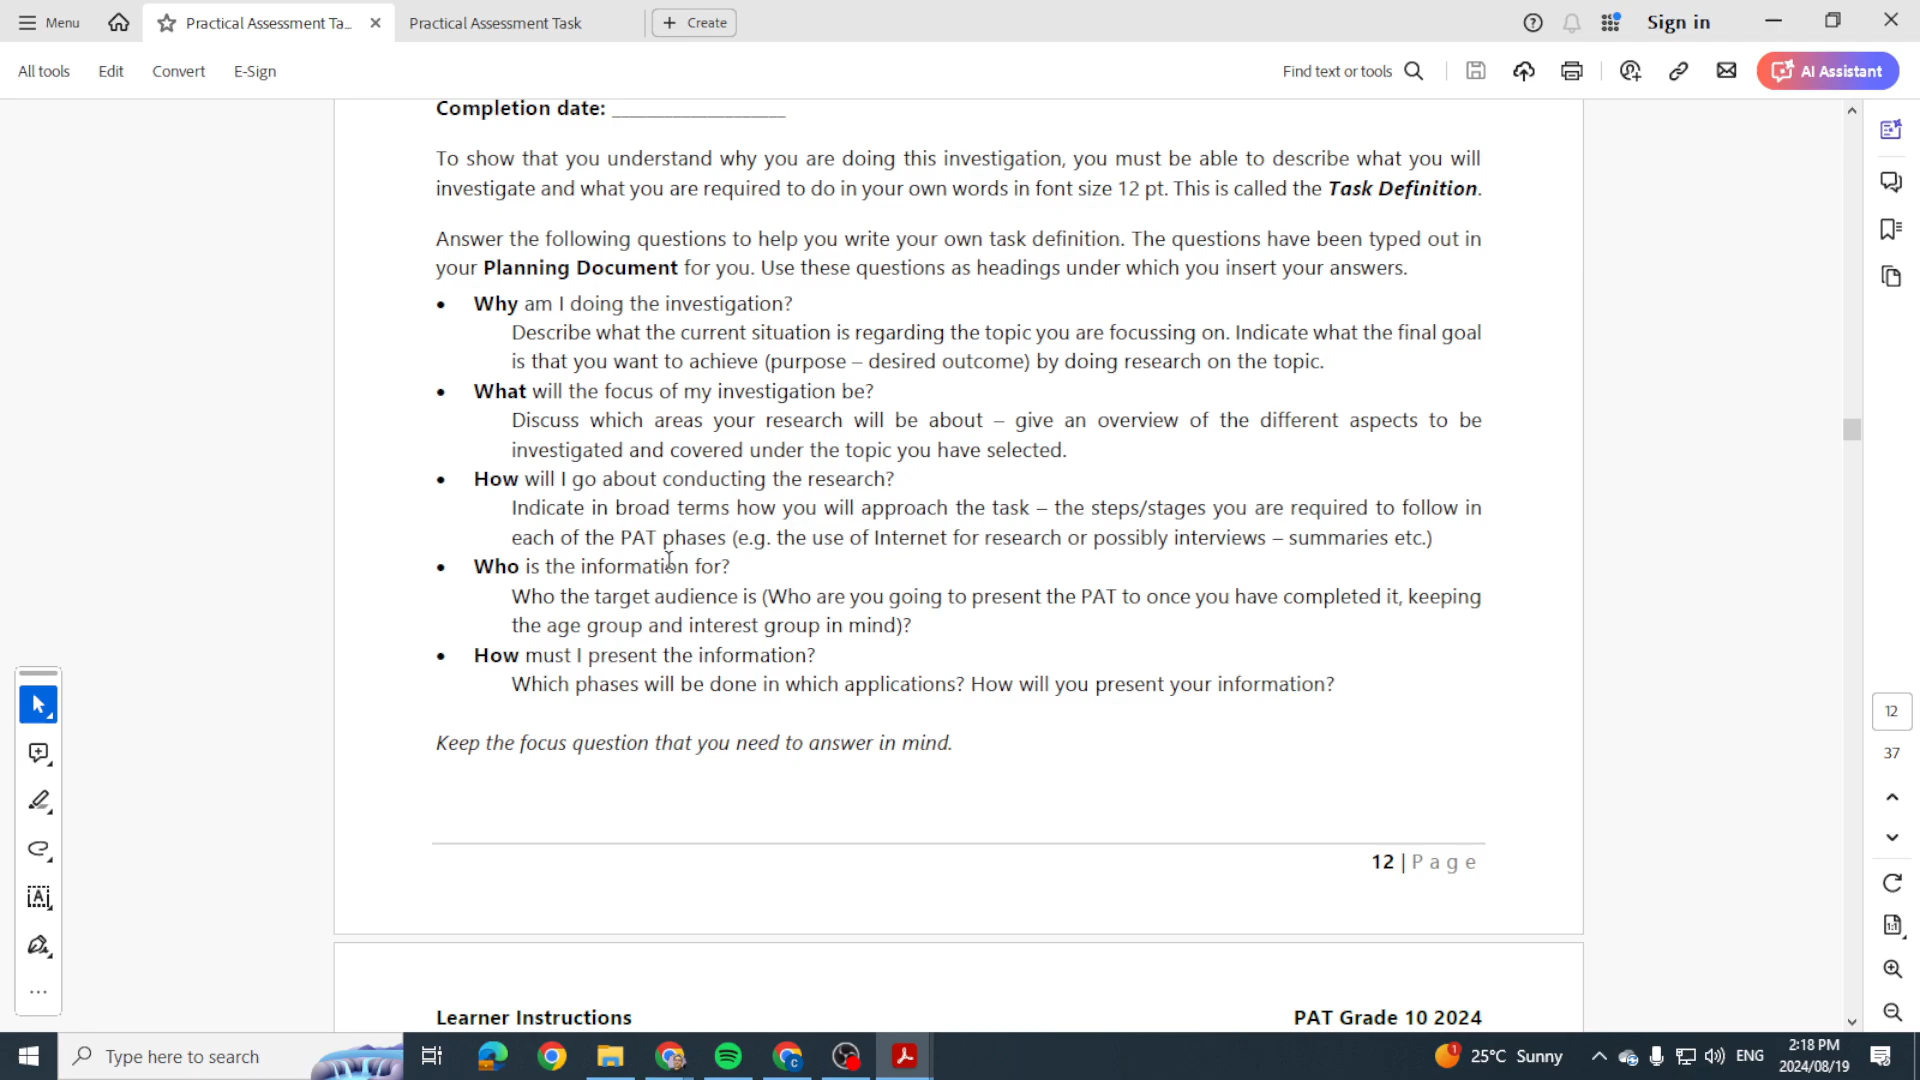 Menu
Practical Assessment Ta...
Practical Assessment Task
Create
Sign in
All tools
Edit
Convert
E-Sign
Find text or tools
AI Assistant
Completion date: ____________________
To show that you understand why you are doing this investigation, you must be able to describe what you will
investigate and what you are required to do in your own words in font size 12 pt. This is called the Task Definition.
Answer the following questions to help you write your own task definition. The questions have been typed out in
your Planning Document for you. Use these questions as headings under which you insert your answers.
• Why am I doing the investigation?
Describe what the current situation is regarding the topic you are focussing on. Indicate what the final goal
is that you want to achieve (purpose – desired outcome) by doing research on the topic.
• What will the focus of my investigation be?
Discuss which areas your research will be about – give an overview of the different aspects to be
investigated and covered under the topic you have selected.
• How will I go about conducting the research?
Indicate in broad terms how you will approach the task – the steps/stages you are required to follow in
each of the PAT phases (e.g. the use of Internet for research or possibly interviews – summaries etc.)
• Who is the information for?
Who the target audience is (Who are you going to present the PAT to once you have completed it, keeping
the age group and interest group in mind)?
• How must I present the information?
Which phases will be done in which applications? How will you present your information?
Keep the focus question that you need to answer in mind.
12 | Page
Learner Instructions
PAT Grade 10 2024
12
37
1:1
Type here to search
1
25°C Sunny
ENG
2:18 PM
2024/08/19